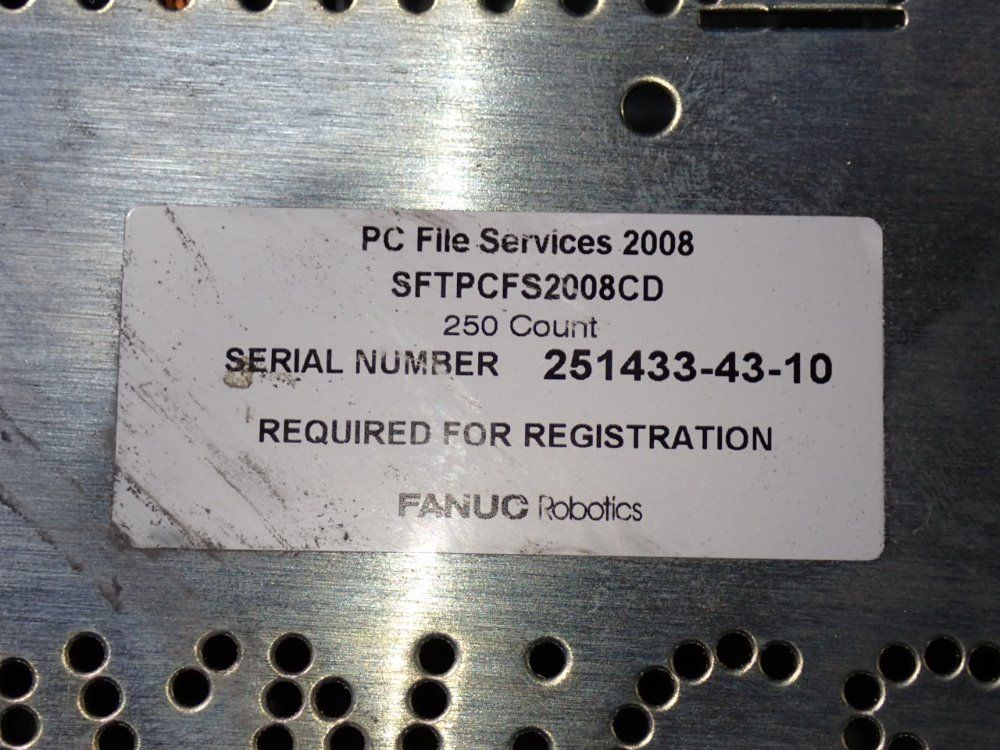 PC File Services 2008
SFTPCFS2008CD
250 Count
SERIAL NUMBER 251433-43-10
REQUIRED FOR REGISTRATION
FANUC Robotics